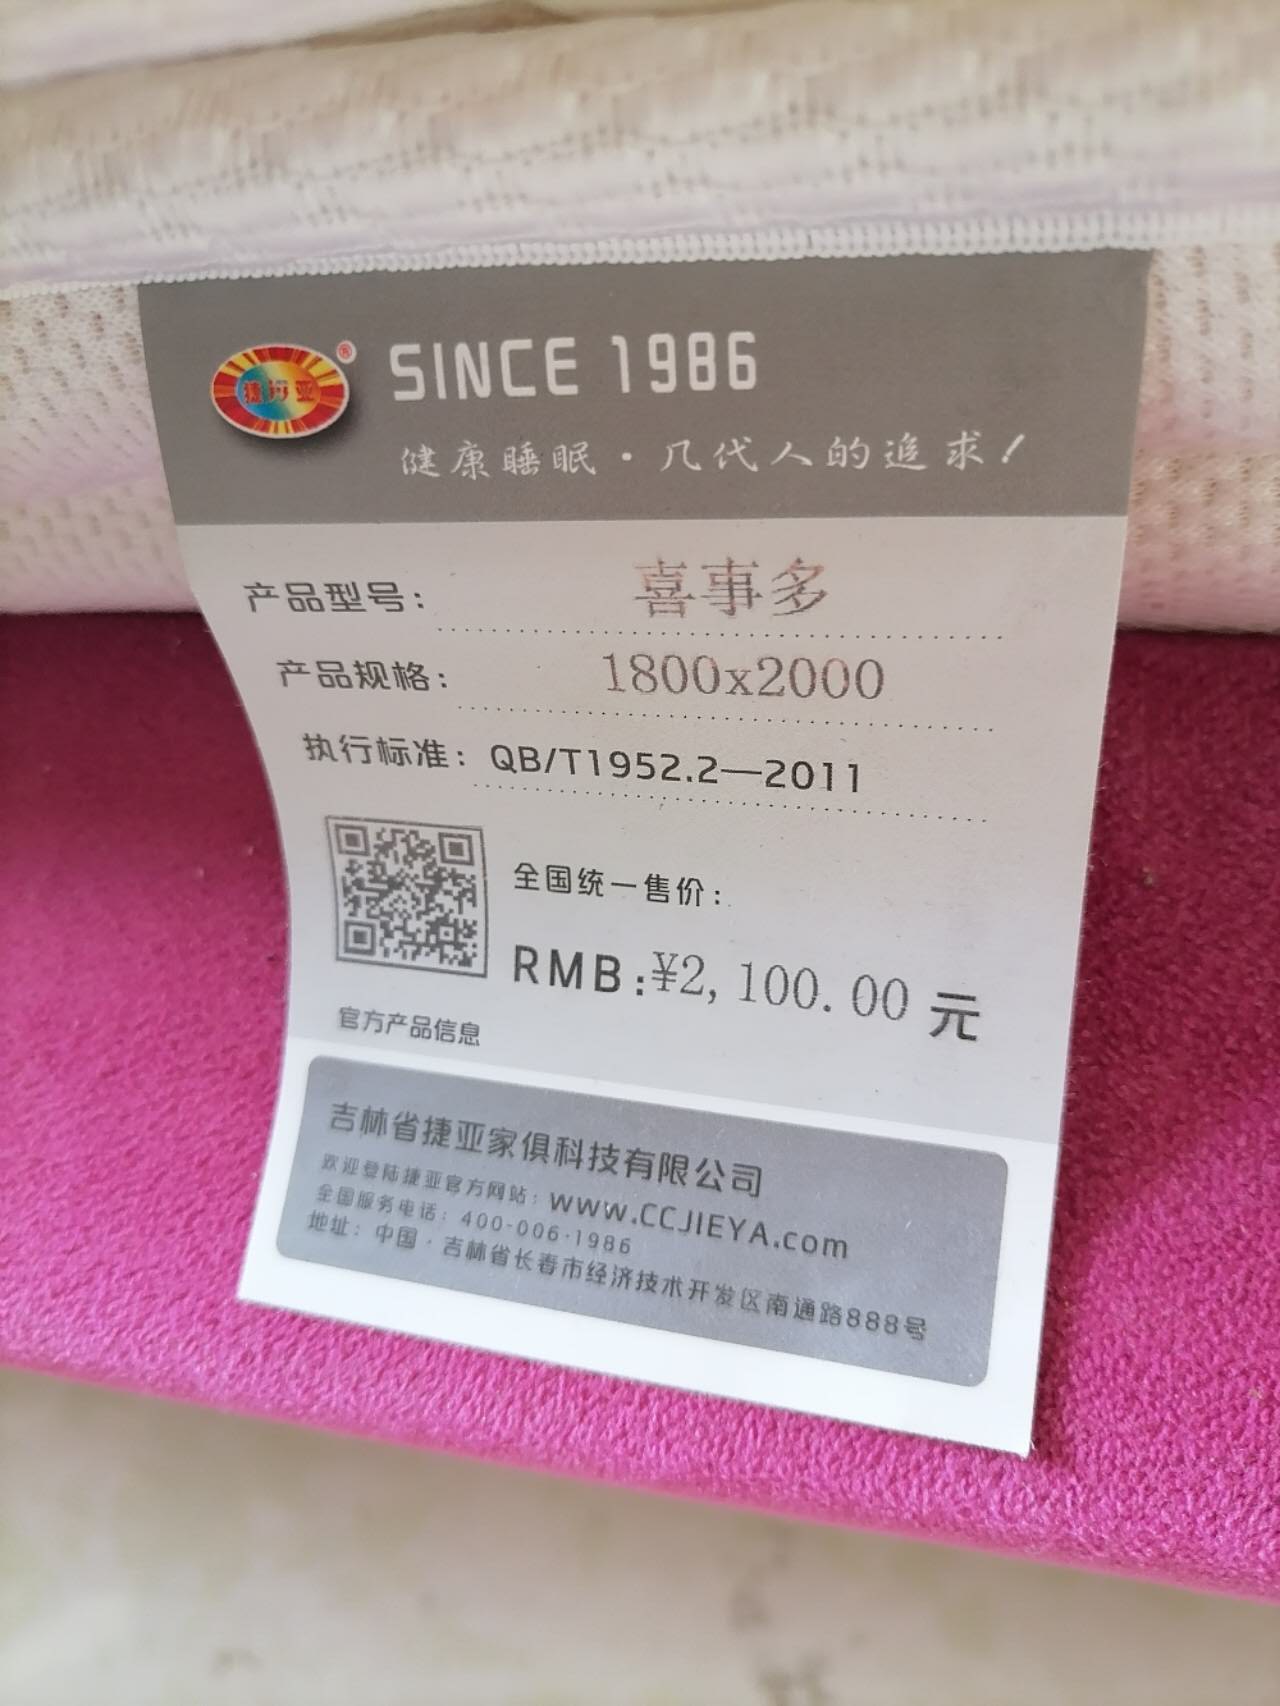 捷 亚
®
SINCE 1986
健康睡眠·几代人的追求!
产品型号: 喜事多
产品规格: 1800x2000
执行标准: QB/T1952.2—2011
全国统一售价:
RMB:¥2,100.00 元
官方产品信息
吉林省捷亚家俱科技有限公司
欢迎登陆捷亚官方网站: WWW.CCJIEYA.com
全国服务电话: 400-006-1986
地址: 中国·吉林省长春市经济技术开发区南通路888号